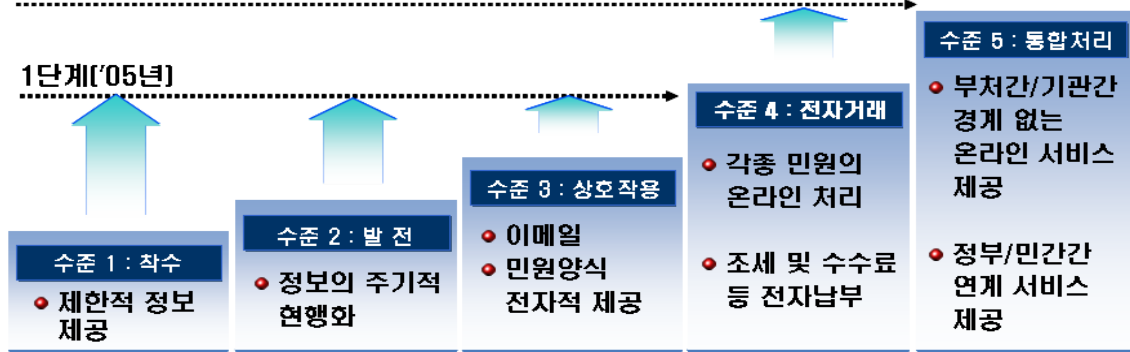 1단계('05년)
수준 1 : 착수
제한적 정보
제공
수준 2 : 발 전
정보의 주기적
현행화
수준 3 : 상호작용
이메일
민원양식
전자적 제공
수준 4 : 전자거래
각종 민원의
온라인 처리
조세 및 수수료
등 전자납부
수준 5 : 통합처리
부처간/기관간
경계 없는
온라인 서비스
제공
정부/민간간
연계 서비스
제공